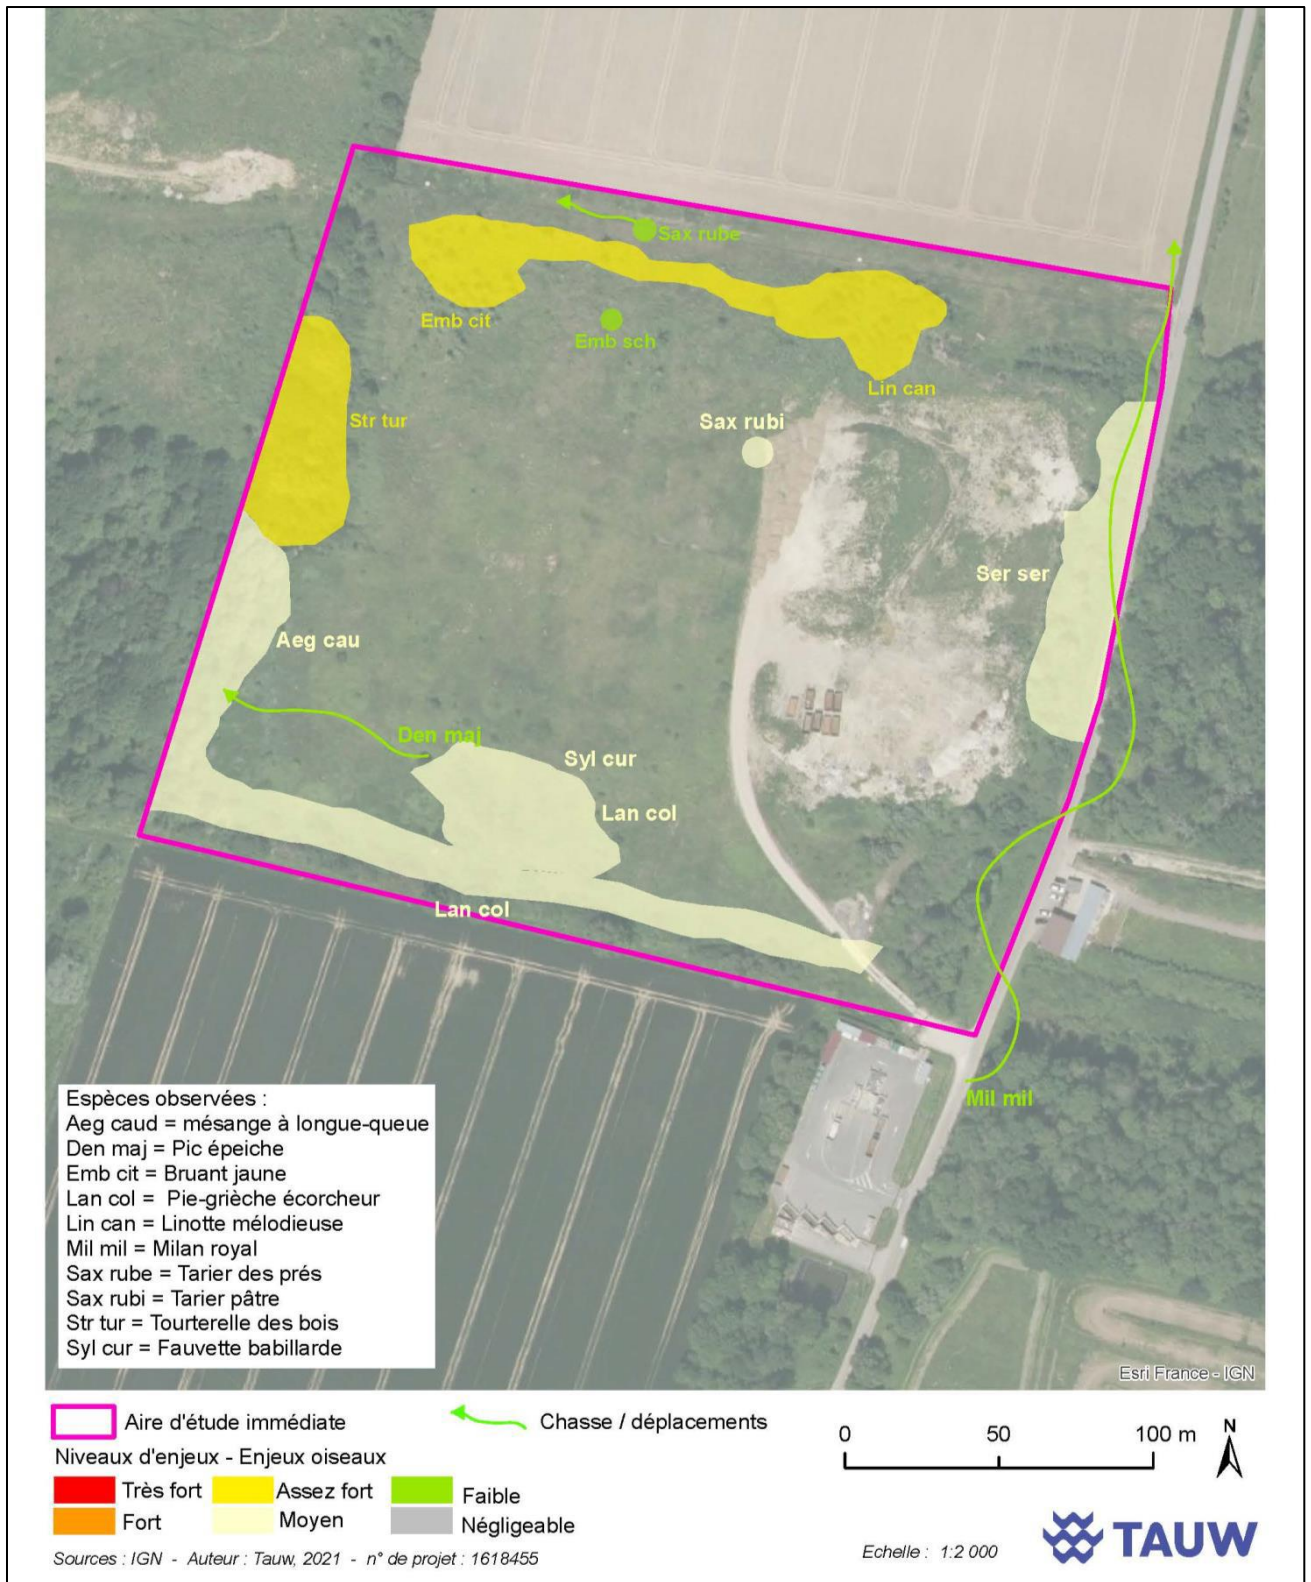 Sax rube
Emb cit
Emb sch
Lin can
Str tur
Sax rubi
Ser ser
Aeg cau
Den maj
Syl cur
Lan col
Lan col
Mil mil
Espèces observées :
Aeg caud = mésange à longue-queue
Den maj = Pic épeiche
Emb cit = Bruant jaune
Lan col = Pie-grièche écorcheur
Lin can = Linotte mélodieuse
Mil mil = Milan royal
Sax rube = Tarier des prés
Sax rubi = Tarier pâtre
Str tur = Tourterelle des bois
Syl cur = Fauvette babillarde
Esri France - IGN
Aire d'étude immédiate
Chasse / déplacements
Niveaux d'enjeux - Enjeux oiseaux
Très fort
Assez fort
Faible
Fort
Moyen
Négligeable
0 50 100 m
N
Sources : IGN - Auteur : Tauw, 2021 - n° de projet : 1618455
Echelle : 1:2 000
TAUW